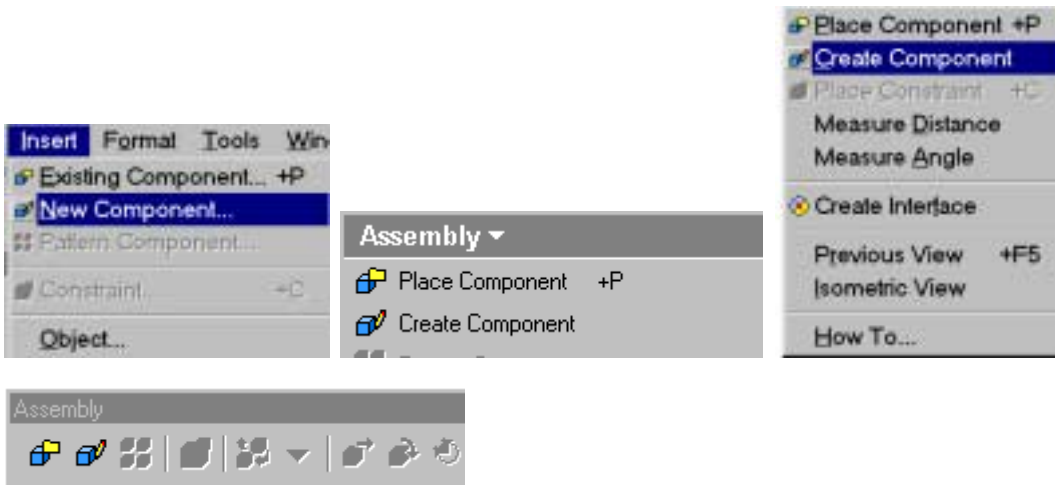 Insert Format Tools Win
Existing Component... +P
New Component...
Pattern Component...
Constraint... +C
Object...
Assembly
Place Component +P
Create Component
Place Component +P
Create Component
Place Constraint +C
Measure Distance
Measure Angle
Create Interface
Previous View +F5
Isometric View
How To...
Assembly